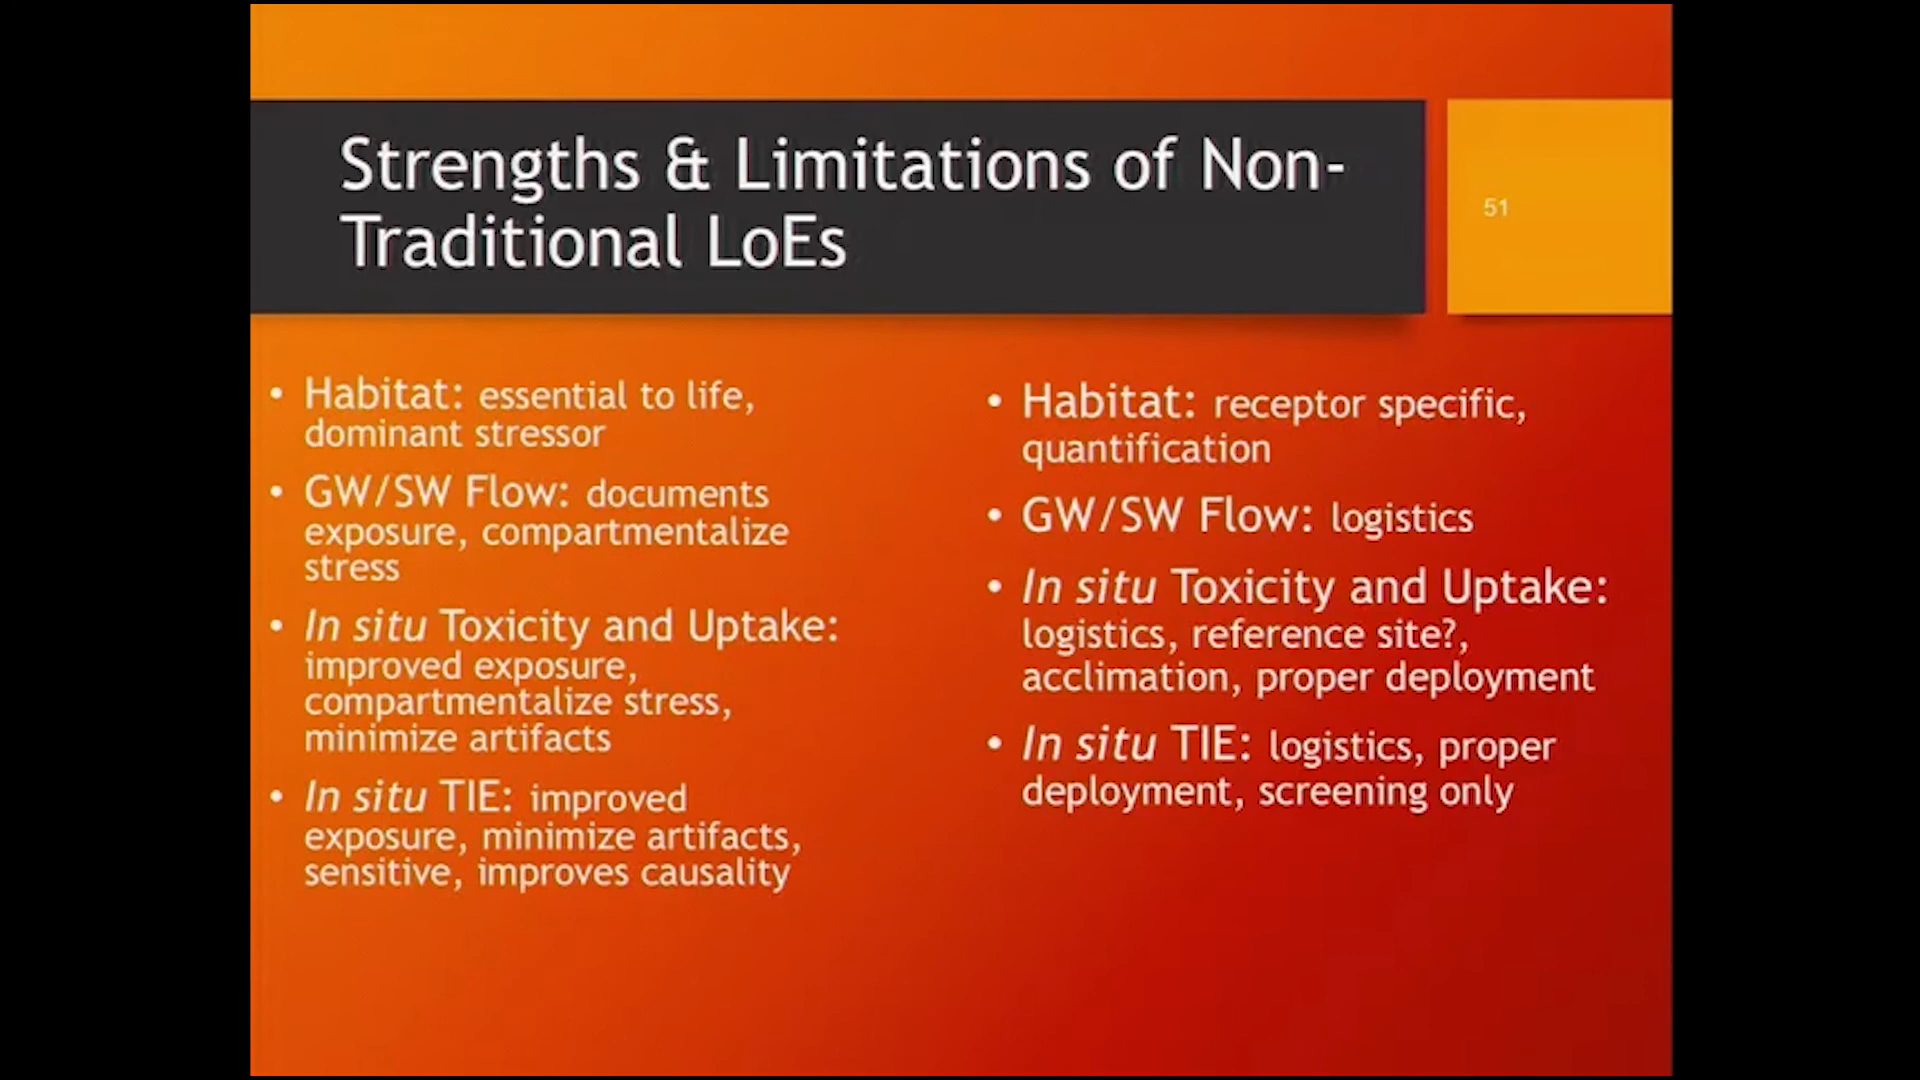 Strengths & Limitations of Non-
Traditional LoEs
51
• Habitat: essential to life,
dominant stressor
• GW/SW Flow: documents
exposure, compartmentalize
stress
• In situ Toxicity and Uptake:
improved exposure,
compartmentalize stress,
minimize artifacts
• In situ TIE: improved
exposure, minimize artifacts,
sensitive, improves causality
• Habitat: receptor specific,
quantification
• GW/SW Flow: logistics
• In situ Toxicity and Uptake:
logistics, reference site?,
acclimation, proper deployment
• In situ TIE: logistics, proper
deployment, screening only